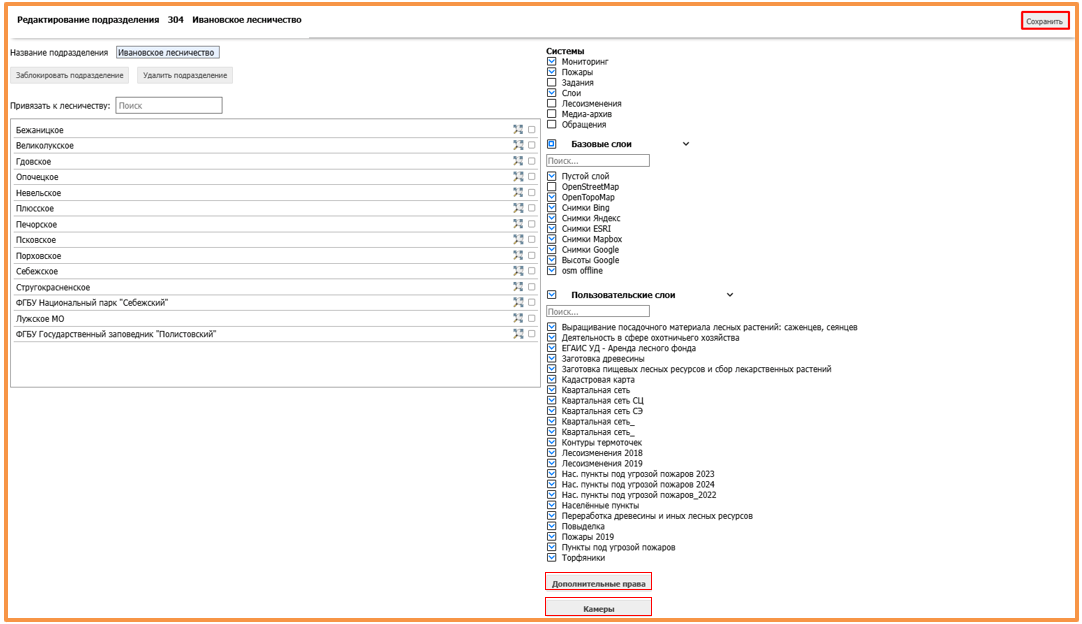 Редактирование подразделения 304 Ивановское лесничество
Сохранить
Название подразделения Ивановское лесничество
Заблокировать подразделение Удалить подразделение
Привязать к лесничеству: Поиск
Бежаницкое
Великолукское
Гдовское
Опочецкое
Невельское
Плюсское
Печорское
Псковское
Порховское
Себежское
Стругокрасненское
ФГБУ Национальный парк "Себежский"
Лужское МО
ФГБУ Государственный заповедник "Полистовский"
Системы
Мониторинг
Пожары
Задания
Слои
Лесоизменения
Медиа-архив
Обращения
Базовые слои
Поиск...
Пустой слой
OpenStreetMap
OpenTopoMap
Снимки Bing
Снимки Яндекс
Снимки ESRI
Снимки Mapbox
Снимки Google
Высоты Google
osm offline
Пользовательские слои
Поиск...
Выращивание посадочного материала лесных растений: саженцев, сеянцев
Деятельность в сфере охотничьего хозяйства
ЕГАИС УД - Аренда лесного фонда
Заготовка древесины
Заготовка пищевых лесных ресурсов и сбор лекарственных растений
Кадастровая карта
Квартальная сеть
Квартальная сеть СЦ
Квартальная сеть СЭ
Квартальная сеть_
Квартальная сеть_
Контуры термоточек
Лесоизменения 2018
Лесоизменения 2019
Нас. пункты под угрозой пожаров 2023
Нас. пункты под угрозой пожаров 2024
Нас. пункты под угрозой пожаров_2022
Населённые пункты
Переработка древесины и иных лесных ресурсов
Повыделка
Пожары 2019
Пункты под угрозой пожаров
Торфяники
Дополнительные права
Камеры